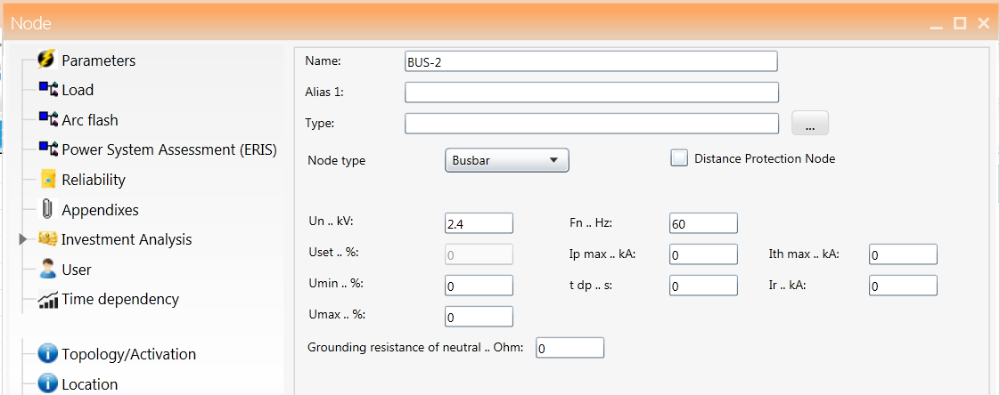 Node
Parameters
Load
Arc flash
Power System Assessment (ERIS)
Reliability
Appendixes
Investment Analysis
User
Time dependency
Topology/Activation
Location
Name: BUS-2
Alias 1:
Type: ...
Node type Busbar Distance Protection Node
Un .. kV: 2.4 Fn .. Hz: 60
Uset .. %: 0 Ip max .. kA: 0 Ith max .. kA: 0
Umin .. %: 0 t dp .. s: 0 Ir .. kA: 0
Umax .. %: 0
Grounding resistance of neutral .. Ohm: 0